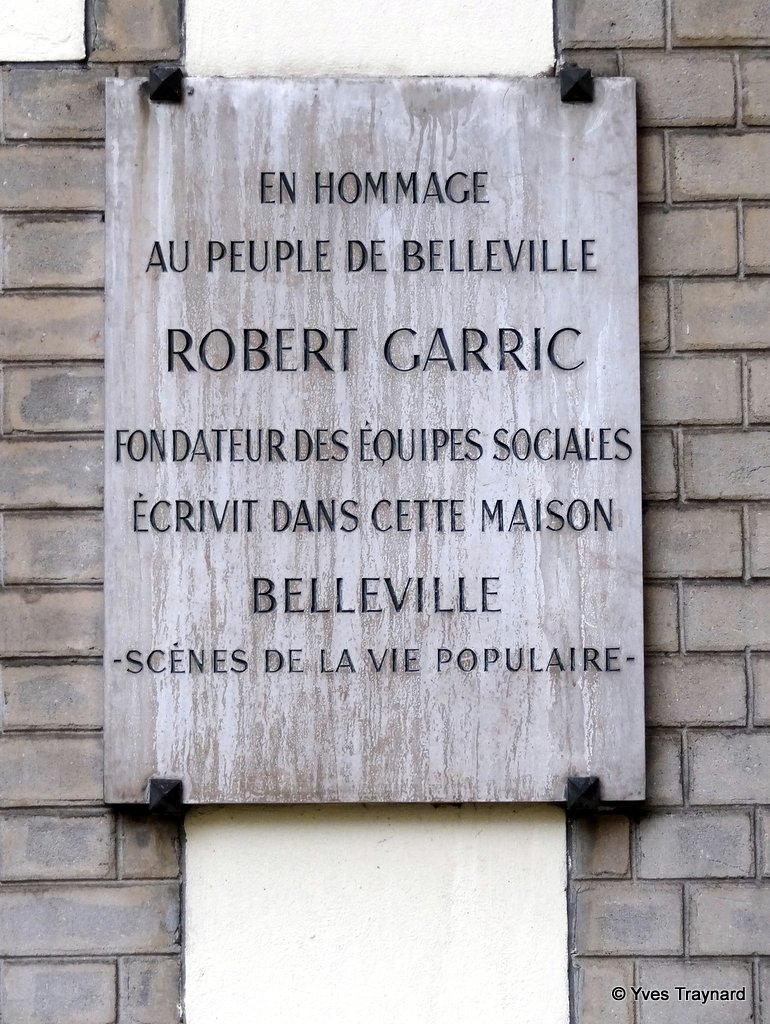 EN HOMMAGE
AU PEUPLE DE BELLEVILLE
ROBERT GARRIC
FONDATEUR DES ÉQUIPES SOCIALES
ÉCRIVIT DANS CETTE MAISON
BELLEVILLE
-SCÈNES DE LA VIE POPULAIRE-
© Yves Traynard